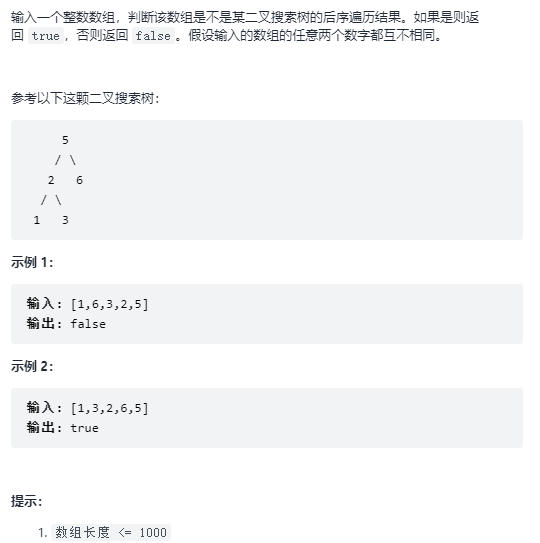 输入一个整数数组，判断该数组是不是某二叉搜索树的后序遍历结果。如果是则返
回 true，否则返回 false。假设输入的数组的任意两个数字都互不相同。
参考以下这颗二叉搜索树：
5
/ \
2 6
/ \
1 3
示例 1：
输入: [1,6,3,2,5]
输出: false
示例 2：
输入: [1,3,2,6,5]
输出: true
提示：
1. 数组长度 <= 1000